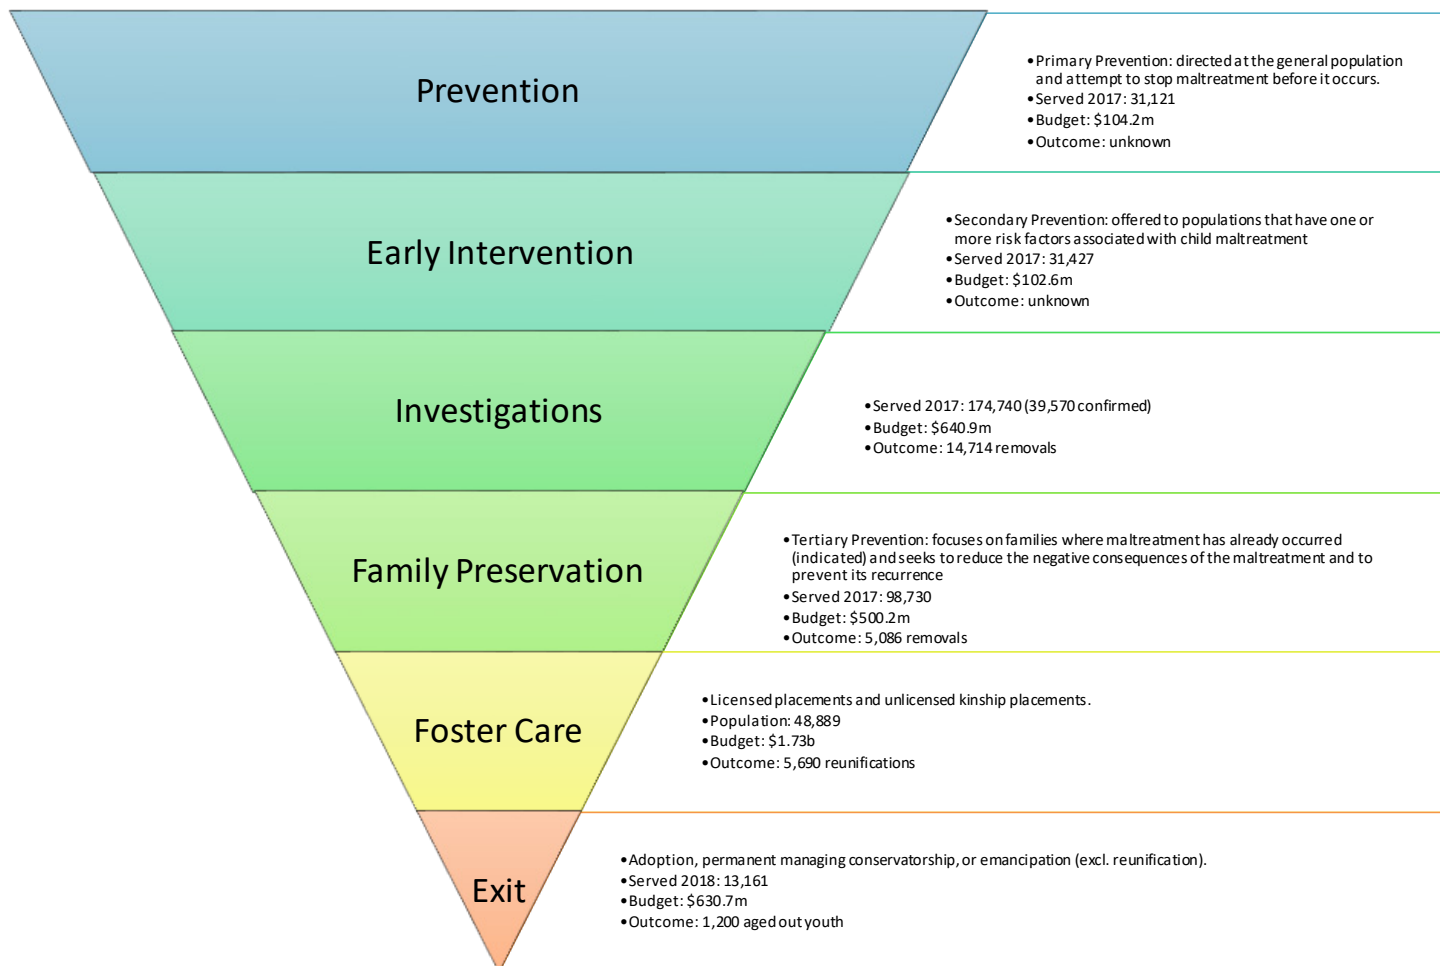 Prevention
•Primary Prevention: directed at the general population
and attempt to stop maltreatment before it occurs.
•Served 2017: 31,121
•Budget: $104.2m
•Outcome: unknown
Early Intervention
•Secondary Prevention: offered to populations that have one or
more risk factors associated with child maltreatment
•Served 2017: 31,427
•Budget: $102.6m
•Outcome: unknown
Investigations
•Served 2017: 174,740 (39,570 confirmed)
•Budget: $640.9m
•Outcome: 14,714 removals
Family Preservation
•Tertiary Prevention: focuses on families where maltreatment has already occurred
(indicated) and seeks to reduce the negative consequences of the maltreatment and to
prevent its recurrence
•Served 2017: 98,730
•Budget: $500.2m
•Outcome: 5,086 removals
Foster Care
•Licensed placements and unlicensed kinship placements.
•Population: 48,889
•Budget: $1.73b
•Outcome: 5,690 reunifications
Exit
•Adoption, permanent managing conservatorship, or emancipation (excl. reunification).
•Served 2018: 13,161
•Budget: $630.7m
•Outcome: 1,200 aged out youth